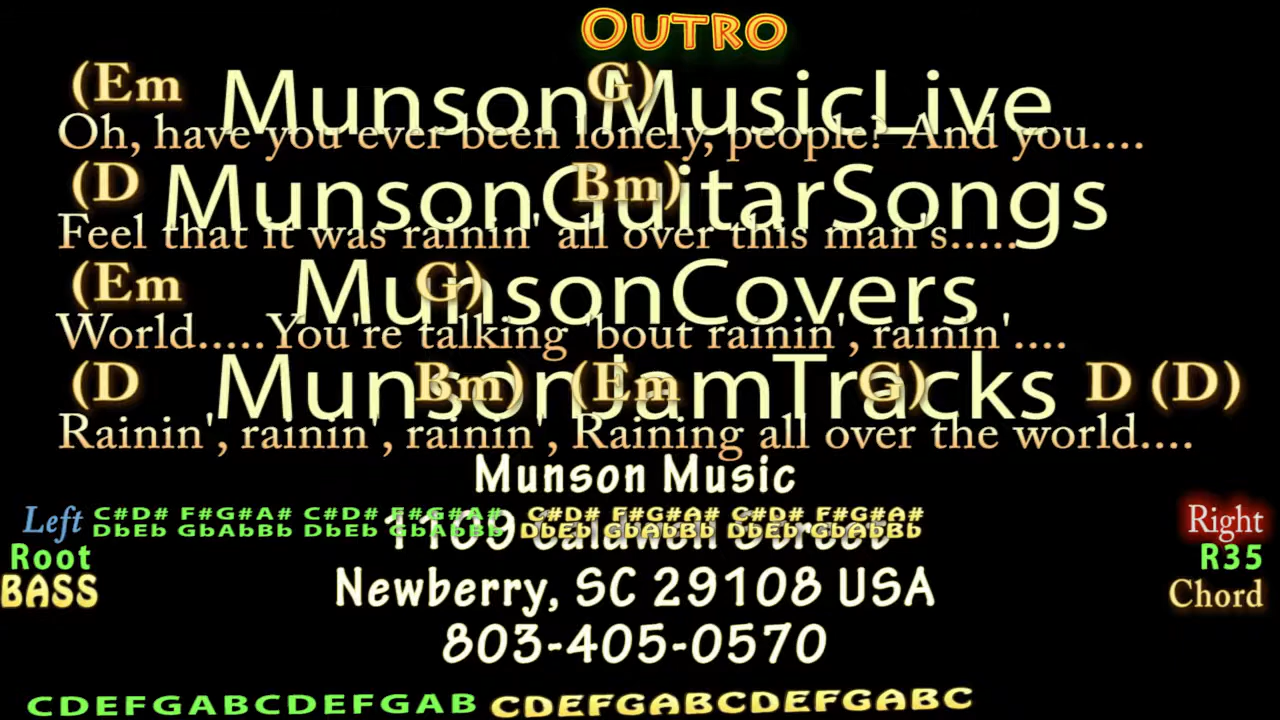 OUTRO
(Em G)
MunsonMusicLive
Oh, have you ever been lonely, people? And you....
(D Bm)
MunsonGuitarSongs
Feel that it was rainin' all over this man's.....
(Em G)
MunsonCovers
World.....You're talking 'bout rainin', rainin'....
(D Bm) (Em G) D (D)
MunsonJamTracks
Rainin', rainin', rainin', Raining all over the world....
Munson Music
Left C#D# F#G#A# C#D# F#G#A# C#D# F#G#A# C#D# F#G#A# Right
DbEb GbAbBb DbEb GbAbBb DbEb GbAbBb DbEb GbAbBb
1109 Caldwell Street
Root R35
BASS Newberry, SC 29108 USA Chord
803-405-0570
CDEFGABCDEFGAB CDEFGABCDEFGABC